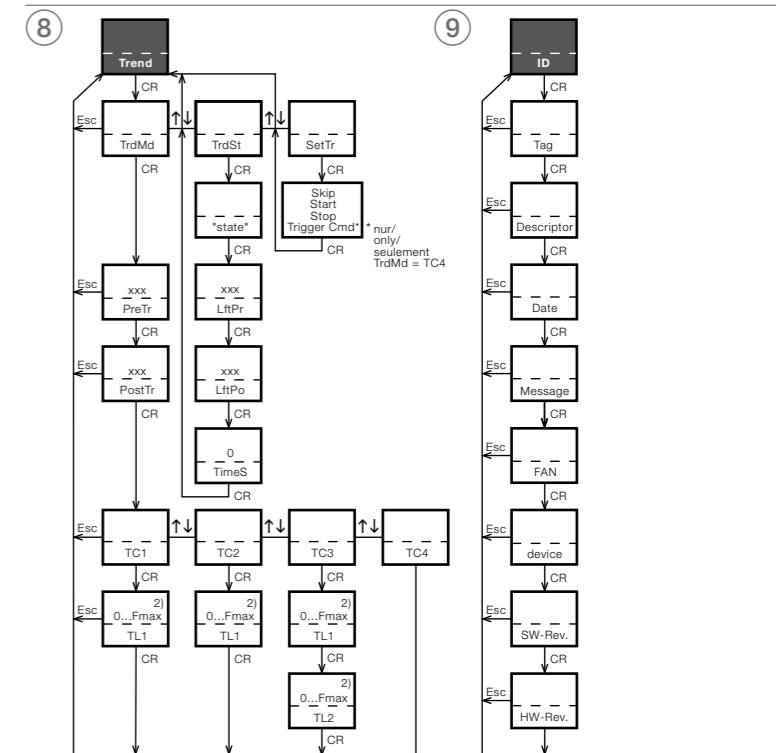 8
Trend
CR
Esc
TrdMd
↑↓
TrdSt
↑↓
SetTr
CR
CR
CR
"state"
Skip
Start
Stop
Trigger Cmd*
* nur/
only/
seulement
TrdMd = TC4
CR
CR
Esc
xxx
PreTr
xxx
LftPr
CR
CR
Esc
xxx
PostTr
xxx
LftPo
CR
CR
0
TimeS
CR
Esc
TC1
↑↓
TC2
↑↓
TC3
↑↓
TC4
CR
CR
CR
Esc
2)
0...Fmax
TL1
2)
0...Fmax
TL1
2)
0...Fmax
TL1
CR
CR
CR
2)
0...Fmax
TL2
CR
9
ID
CR
Esc
Tag
CR
Esc
Descriptor
CR
Esc
Date
CR
Esc
Message
CR
Esc
FAN
CR
Esc
device
CR
Esc
SW-Rev.
CR
Esc
HW-Rev.